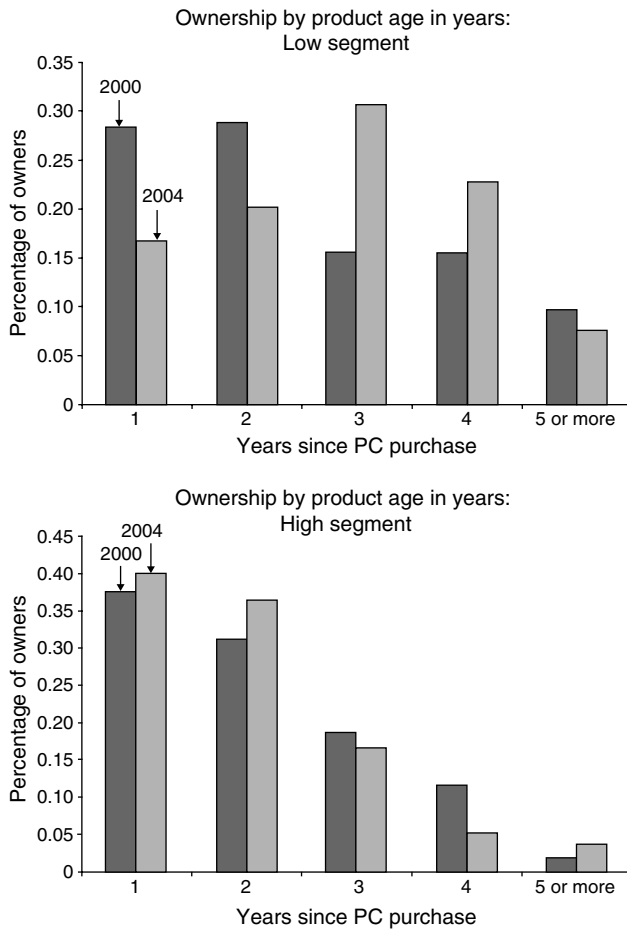 Ownership by product age in years:
Low segment
Percentage of owners
0.35
0.30
0.25
0.20
0.15
0.10
0.05
0
2000
2004
1 2 3 4 5 or more
Years since PC purchase
Ownership by product age in years:
High segment
Percentage of owners
0.45
0.40
0.35
0.30
0.25
0.20
0.15
0.10
0.05
0
2004
2000
1 2 3 4 5 or more
Years since PC purchase